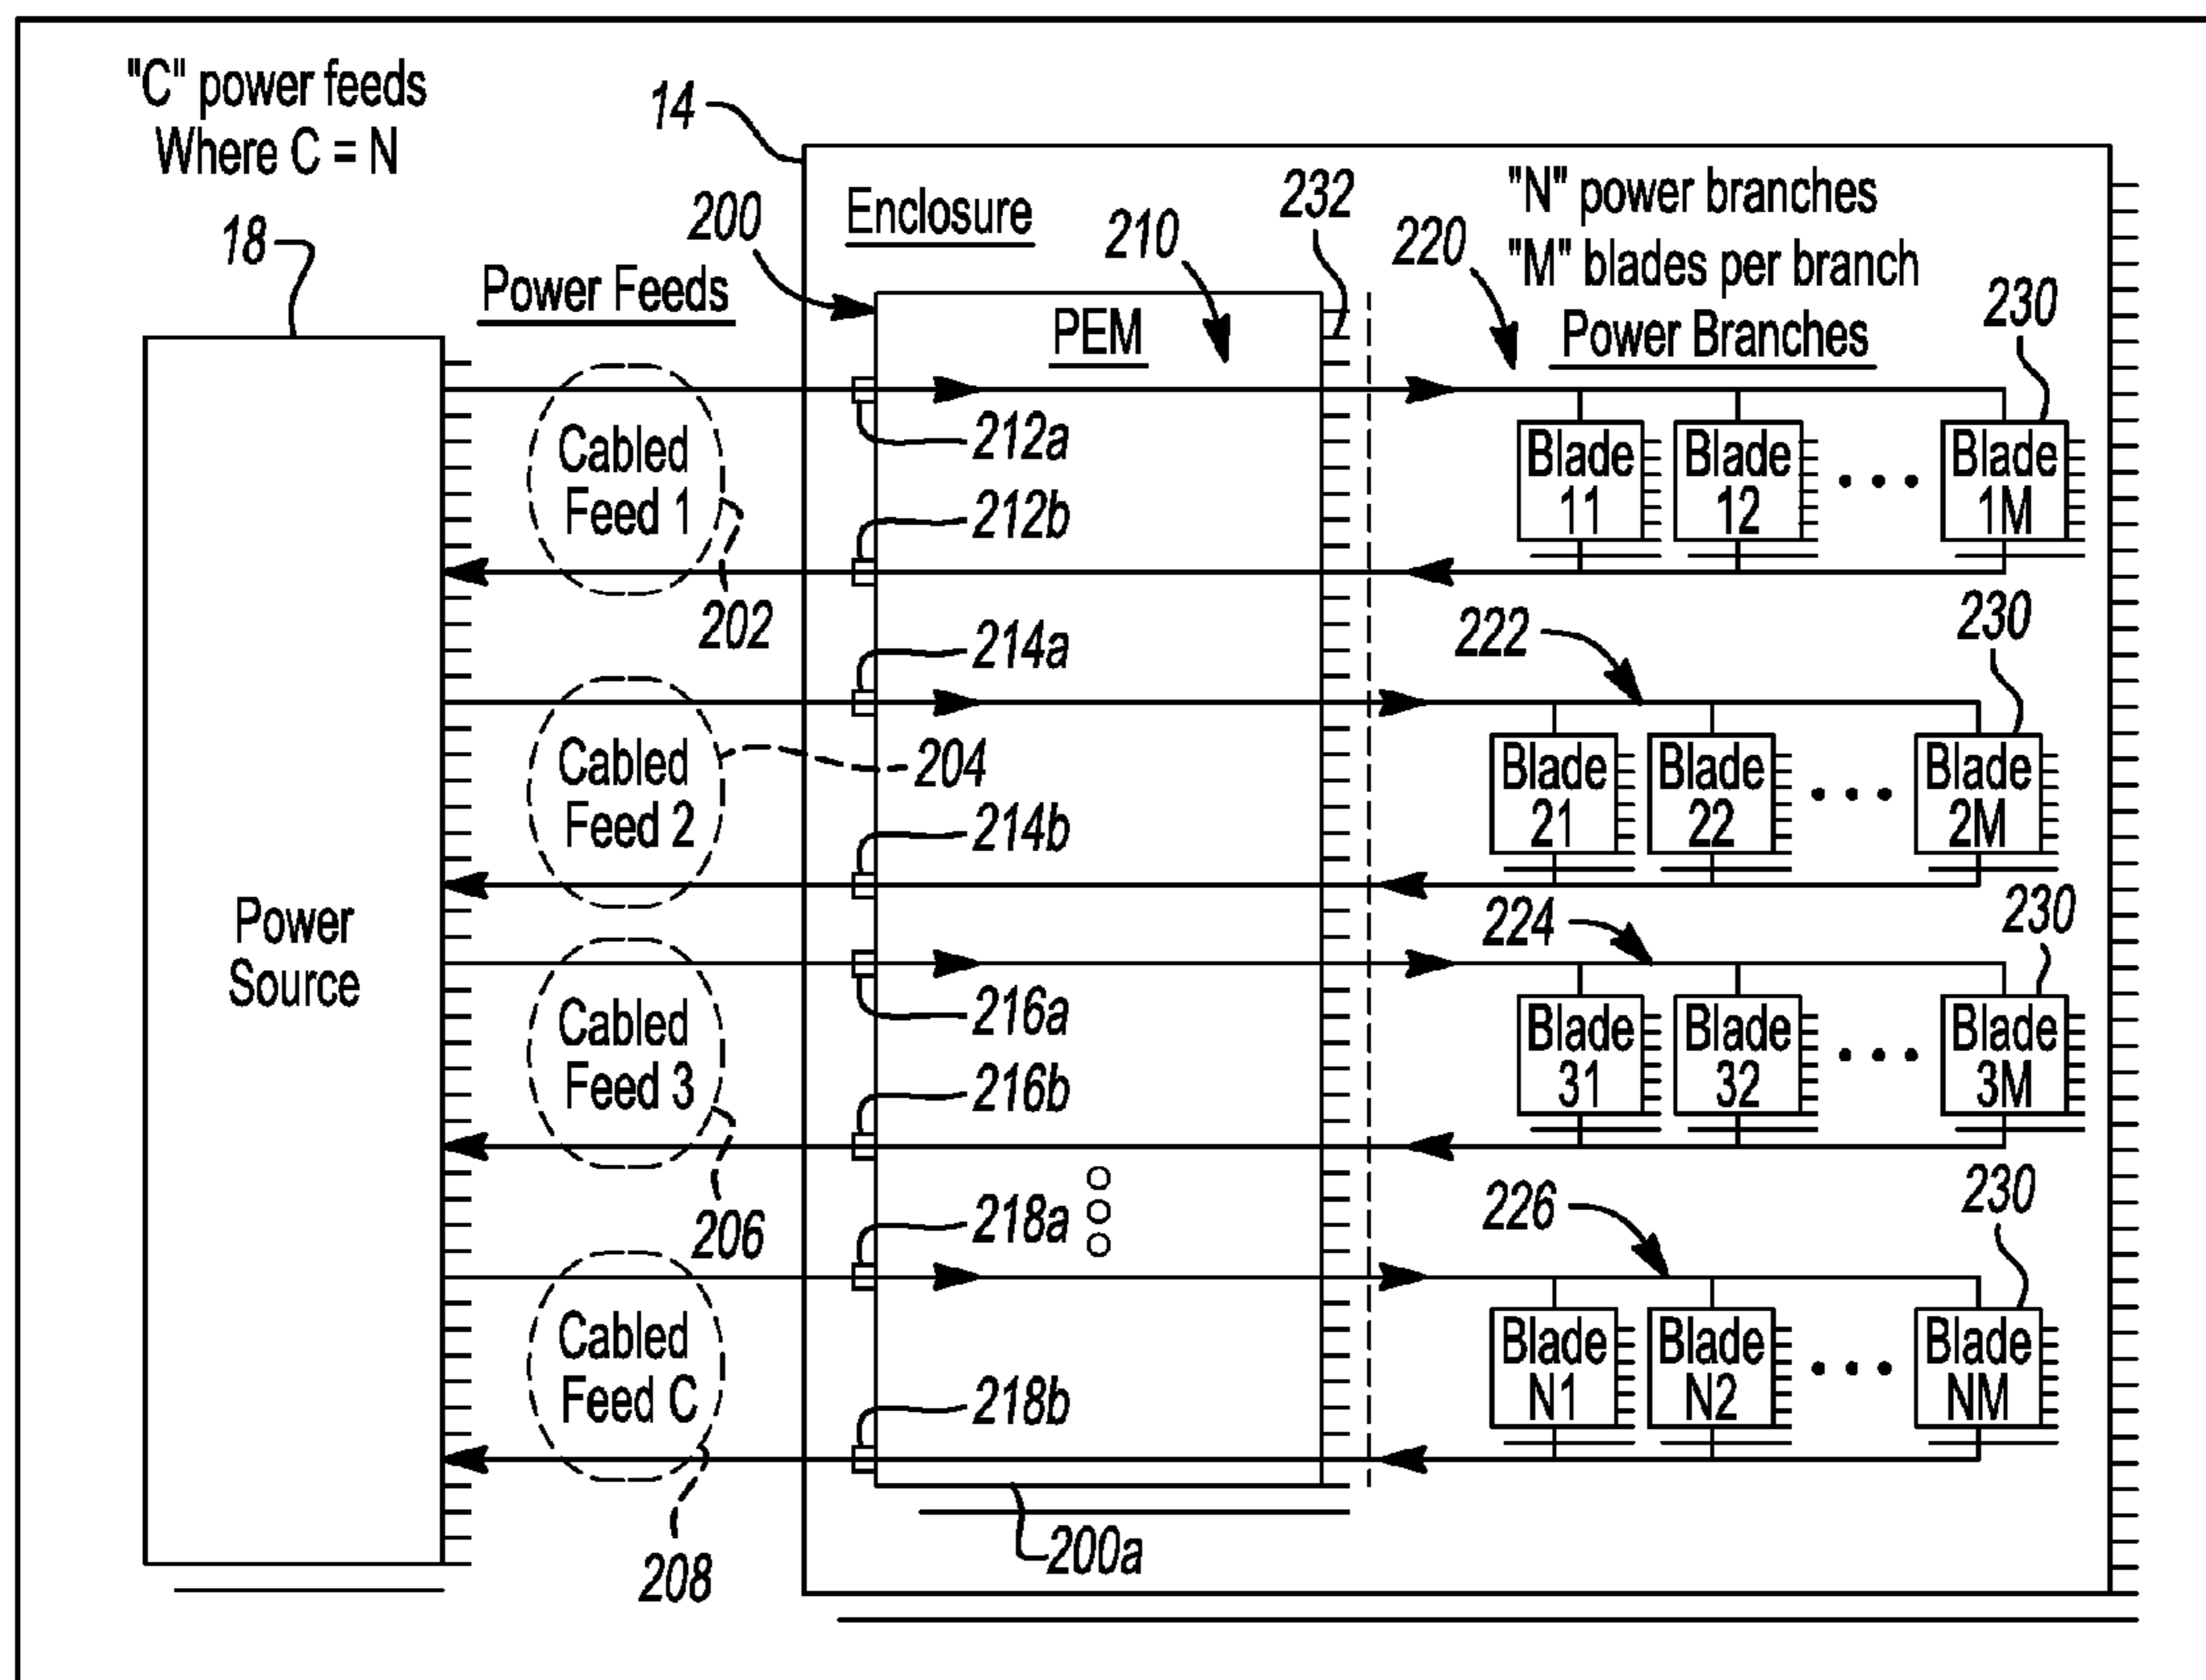 "C" power feeds
Where C = N
14
18
Power Feeds
200
Enclosure
232
210
220
"N" power branches
"M" blades per branch
Power Branches
230
PEM
Cabled
Feed 1
212a
212b
202
Blade
11
Blade
12
• • •
Blade
1M
214a
222
230
Cabled
Feed 2
204
214b
Blade
21
Blade
22
• • •
Blade
2M
Power
Source
224
230
Cabled
Feed 3
216a
216b
206
Blade
31
Blade
32
• • •
Blade
3M
218a
226
230
Cabled
Feed C
218b
208
Blade
N1
Blade
N2
• • •
Blade
NM
200a